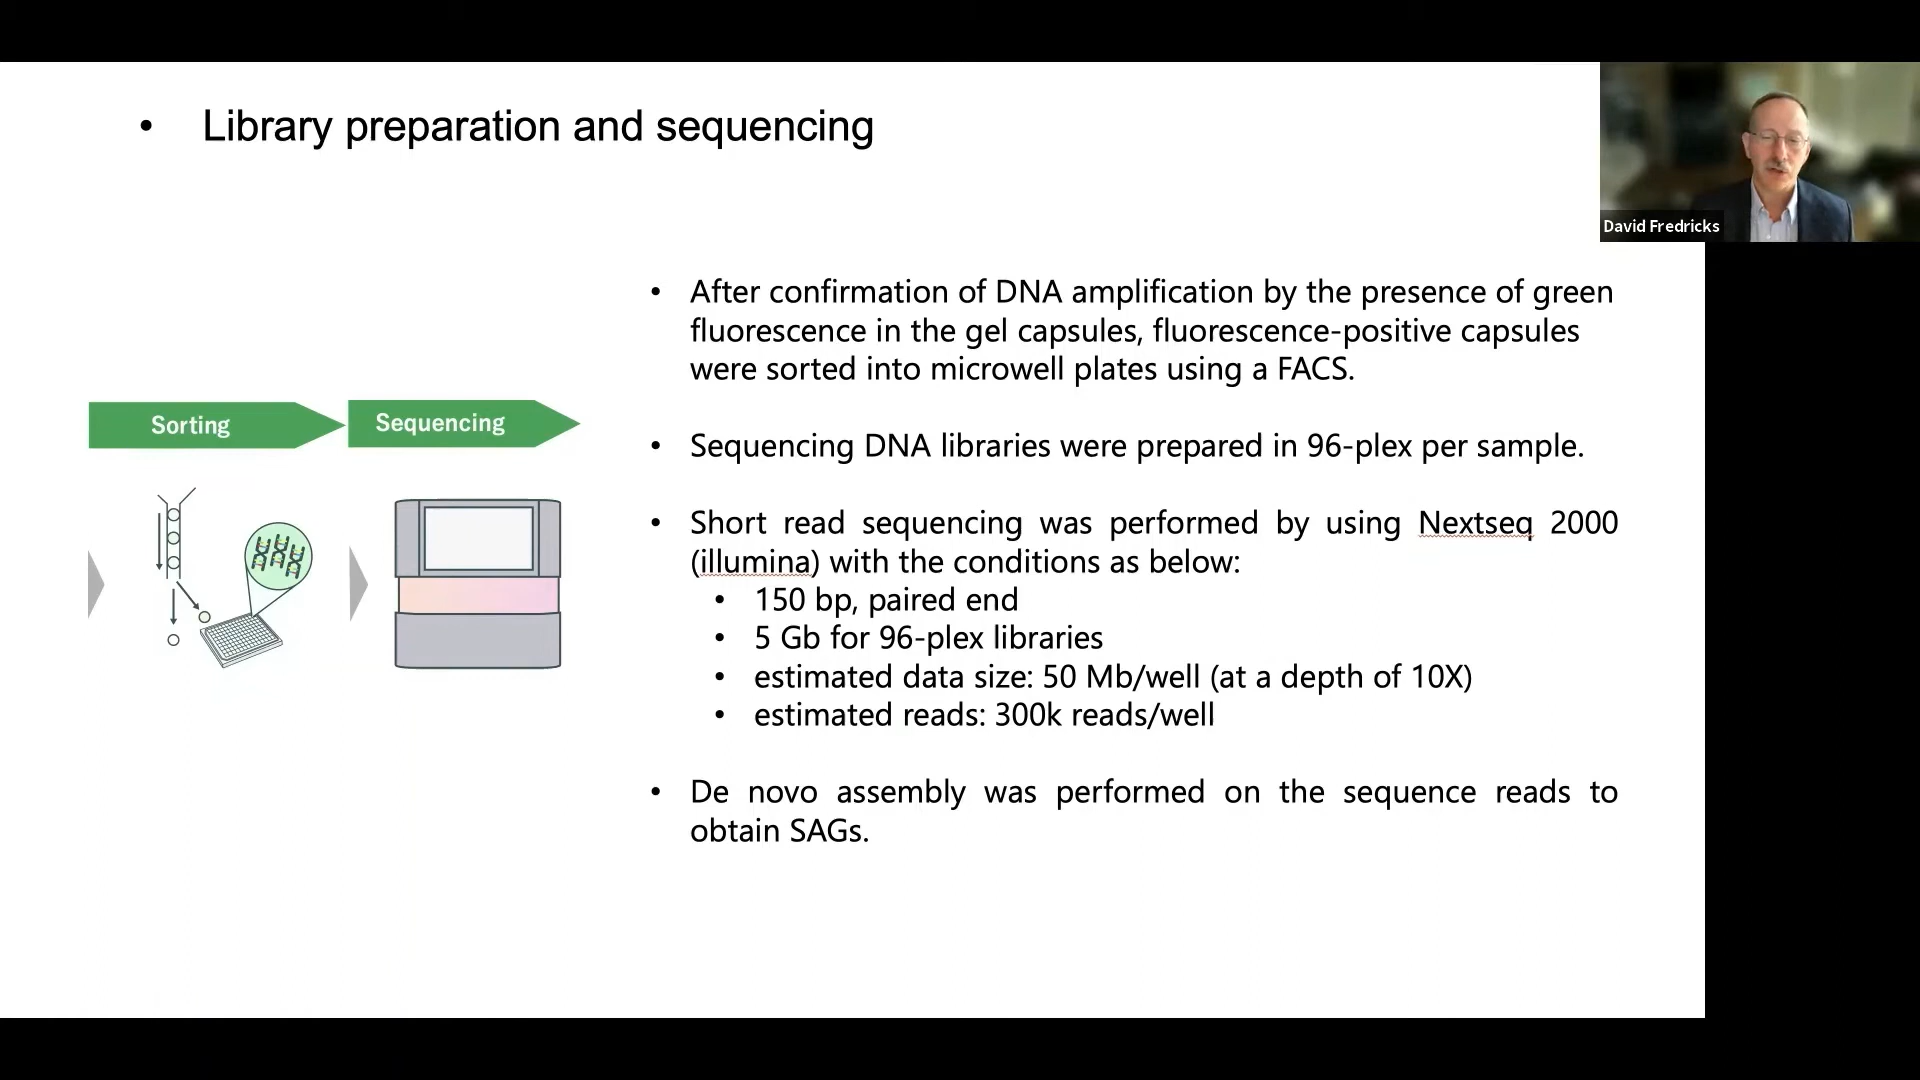 • Library preparation and sequencing
David Fredricks
Sorting
Sequencing
• After confirmation of DNA amplification by the presence of green
fluorescence in the gel capsules, fluorescence-positive capsules
were sorted into microwell plates using a FACS.
• Sequencing DNA libraries were prepared in 96-plex per sample.
• Short read sequencing was performed by using Nextseq 2000
(illumina) with the conditions as below:
• 150 bp, paired end
• 5 Gb for 96-plex libraries
• estimated data size: 50 Mb/well (at a depth of 10X)
• estimated reads: 300k reads/well
• De novo assembly was performed on the sequence reads to
obtain SAGs.